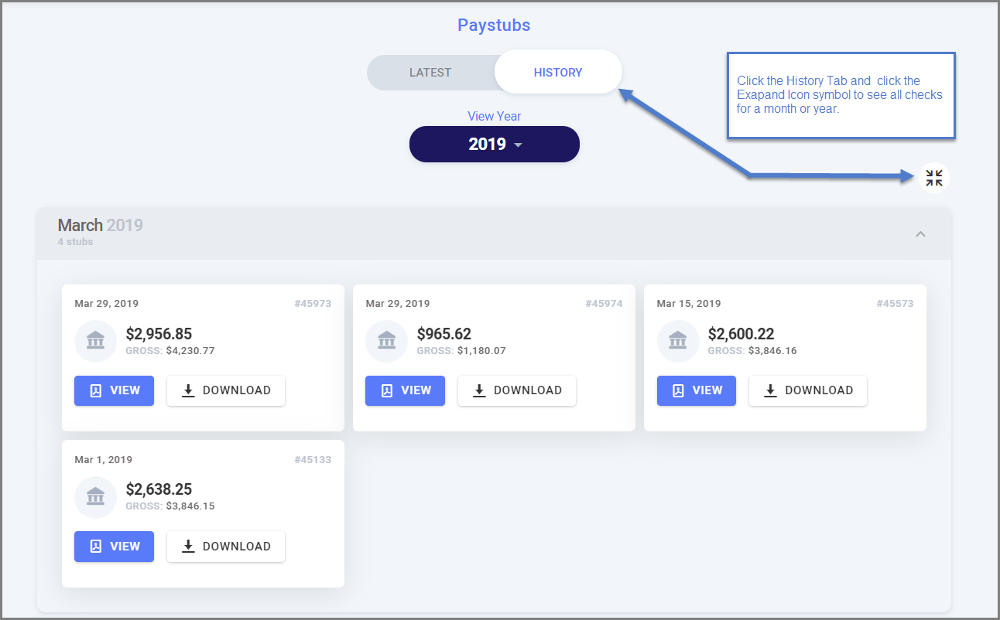 Paystubs
LATEST
HISTORY
Click the History Tab and  click the
Exapand Icon symbol to see all checks
for a month or year.
View Year
2019
March 2019
4 stubs
Mar 29, 2019 #45973
$2,956.85
GROSS: $4,230.77
VIEW DOWNLOAD
Mar 29, 2019 #45974
$965.62
GROSS: $1,180.07
VIEW DOWNLOAD
Mar 15, 2019 #45573
$2,600.22
GROSS: $3,846.16
VIEW DOWNLOAD
Mar 1, 2019 #45133
$2,638.25
GROSS: $3,846.15
VIEW DOWNLOAD